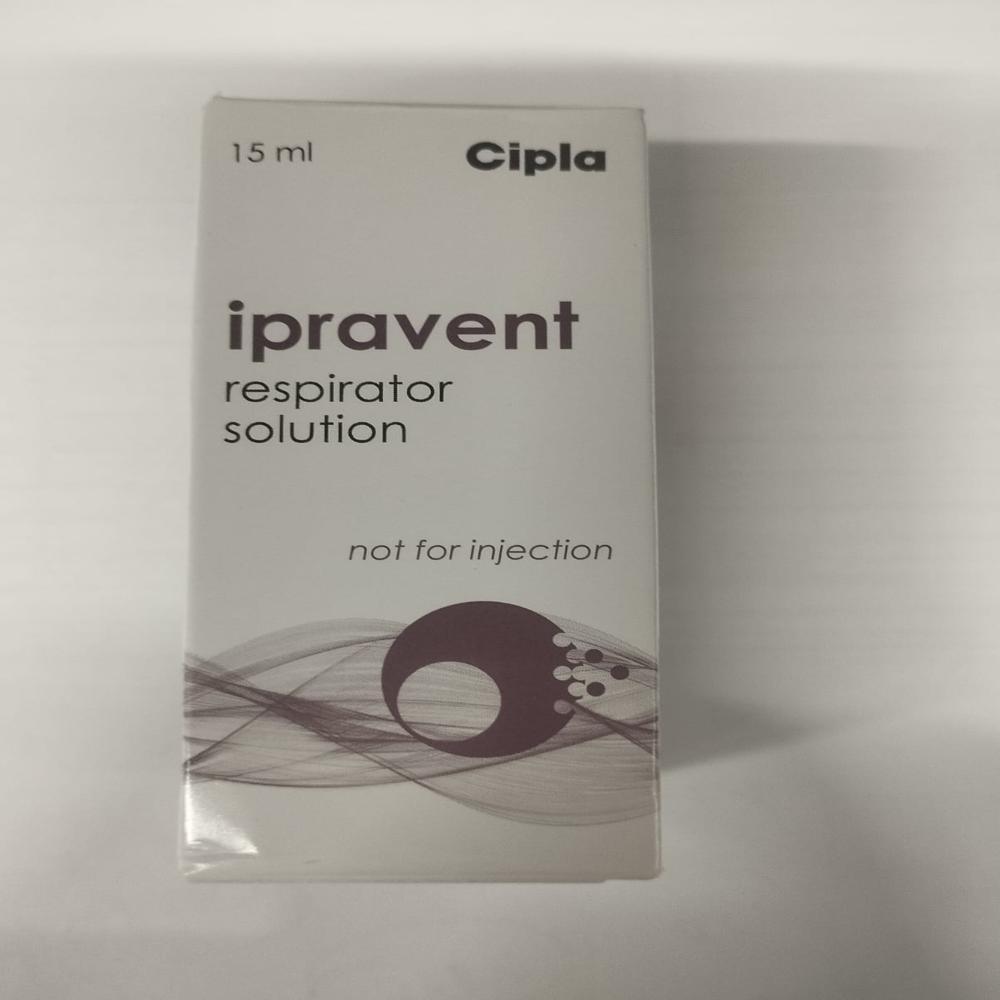 15 ml
Cipla
ipravent
respirator
solution
not for injection